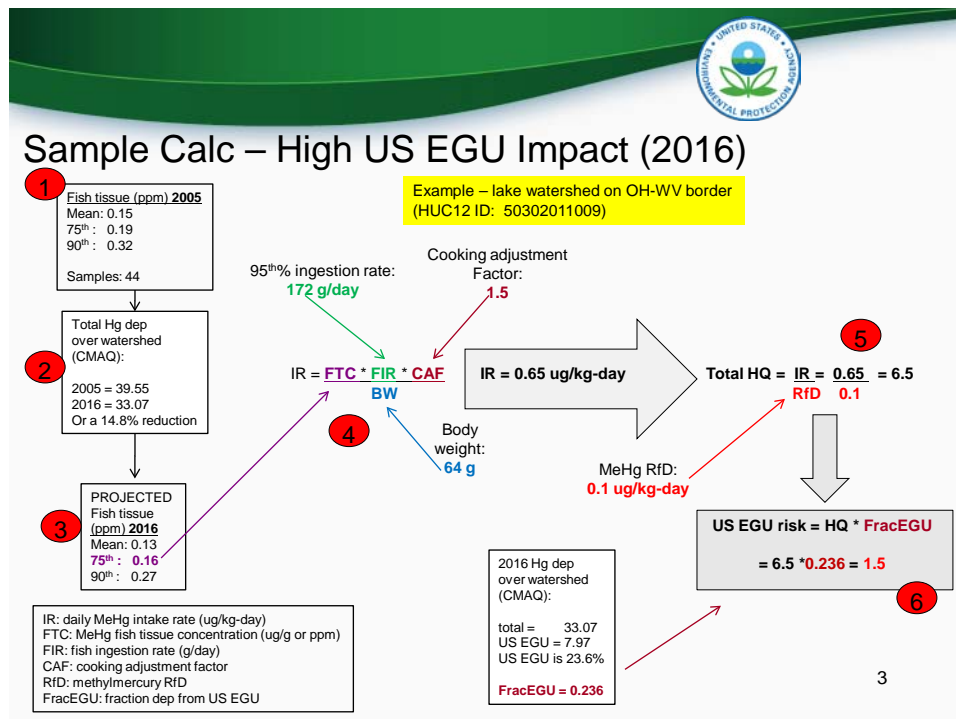 UNITED STATES
ENVIRONMENTAL PROTECTION AGENCY
Sample Calc – High US EGU Impact (2016)
1
Fish tissue (ppm) 2005
Mean: 0.15
75th : 0.19
90th : 0.32
Samples: 44
Example – lake watershed on OH-WV border
(HUC12 ID: 50302011009)
2
Total Hg dep
over watershed
(CMAQ):
2005 = 39.55
2016 = 33.07
Or a 14.8% reduction
3
PROJECTED
Fish tissue
(ppm) 2016
Mean: 0.13
75th : 0.16
90th : 0.27
95th% ingestion rate:
172 g/day
Cooking adjustment
Factor:
1.5
IR = FTC * FIR * CAF
BW
4
Body
weight:
64 g
IR = 0.65 ug/kg-day
5
Total HQ = IR = 0.65 = 6.5
RfD 0.1
MeHg RfD:
0.1 ug/kg-day
US EGU risk = HQ * FracEGU
= 6.5 *0.236 = 1.5
6
2016 Hg dep
over watershed
(CMAQ):
total = 33.07
US EGU = 7.97
US EGU is 23.6%
FracEGU = 0.236
IR: daily MeHg intake rate (ug/kg-day)
FTC: MeHg fish tissue concentration (ug/g or ppm)
FIR: fish ingestion rate (g/day)
CAF: cooking adjustment factor
RfD: methylmercury RfD
FracEGU: fraction dep from US EGU
3